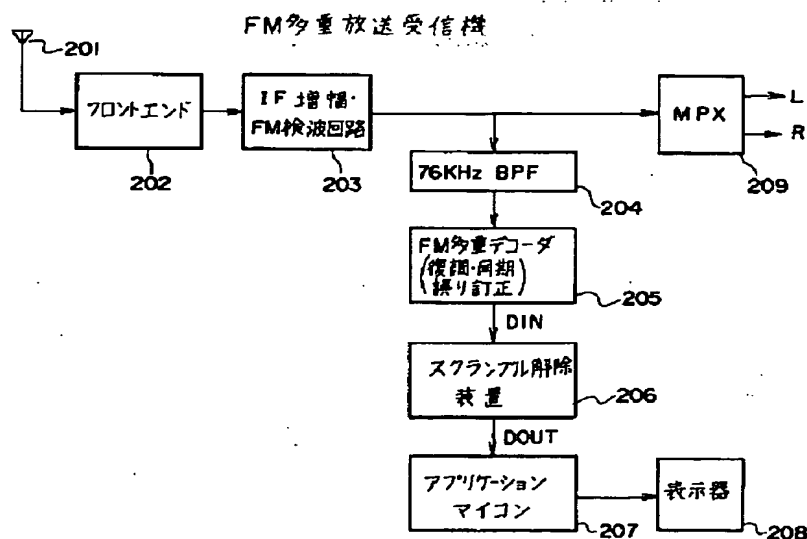 FM多重放送受信機
201
フロントエンド
202
IF 増幅・
FM検波回路
203
MPX
L
R
209
76KHz BPF
204
FM多重デコーダ
(復調・同期
誤り訂正)
205
DIN
スクランブル解除
装置
206
DOUT
アプリケーション
マイコン
207
表示器
208